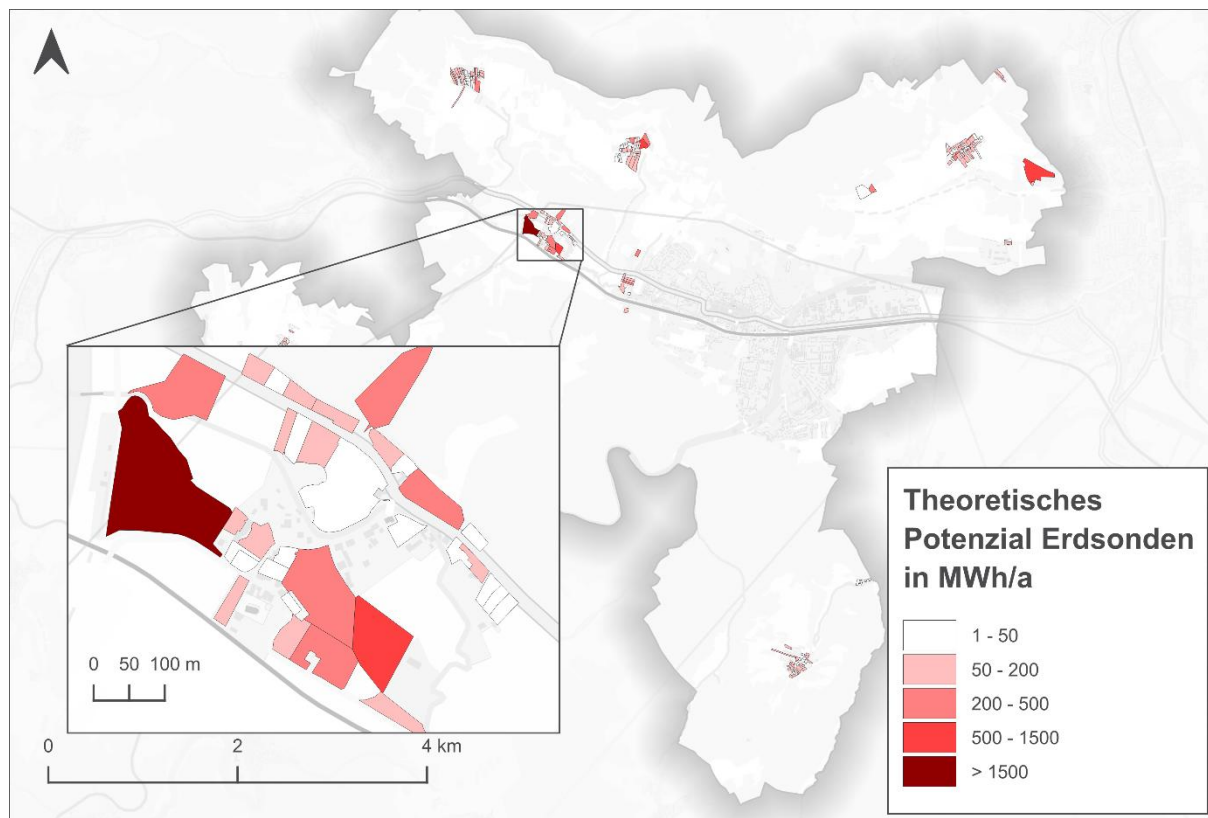 0 50 100 m
0 2 4 km
Theoretisches
Potenzial Erdsonden
in MWh/a
1 - 50
50 - 200
200 - 500
500 - 1500
> 1500